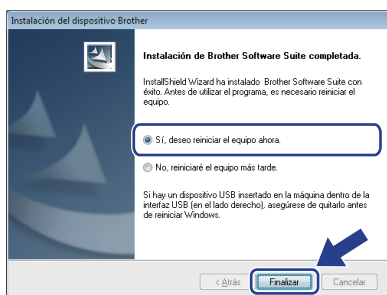 Instalación del dispositivo Brother
Instalación de Brother Software Suite completada.
InstallShield Wizard ha instalado Brother Software Suite con
éxito. Antes de utilizar el programa, es necesario reiniciar el
equipo.
Sí, deseo reiniciar el equipo ahora.
No, reiniciaré el equipo más tarde.
Si hay un dispositivo USB insertado en la máquina dentro de la
interfaz USB (en el lado derecho), asegúrese de quitarlo antes
de reiniciar Windows.
< Atrás Finalizar Cancelar